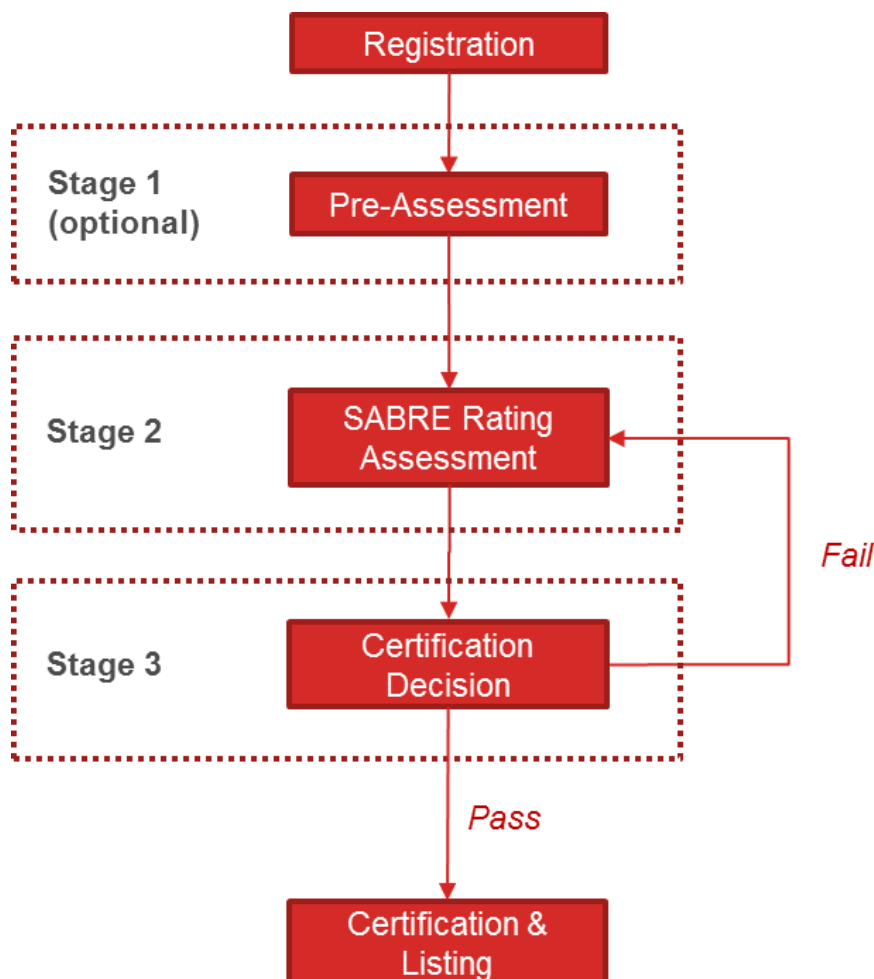 Registration
Stage 1
(optional)
Pre-Assessment
Stage 2
SABRE Rating
Assessment
Fail
Stage 3
Certification
Decision
Pass
Certification &
Listing